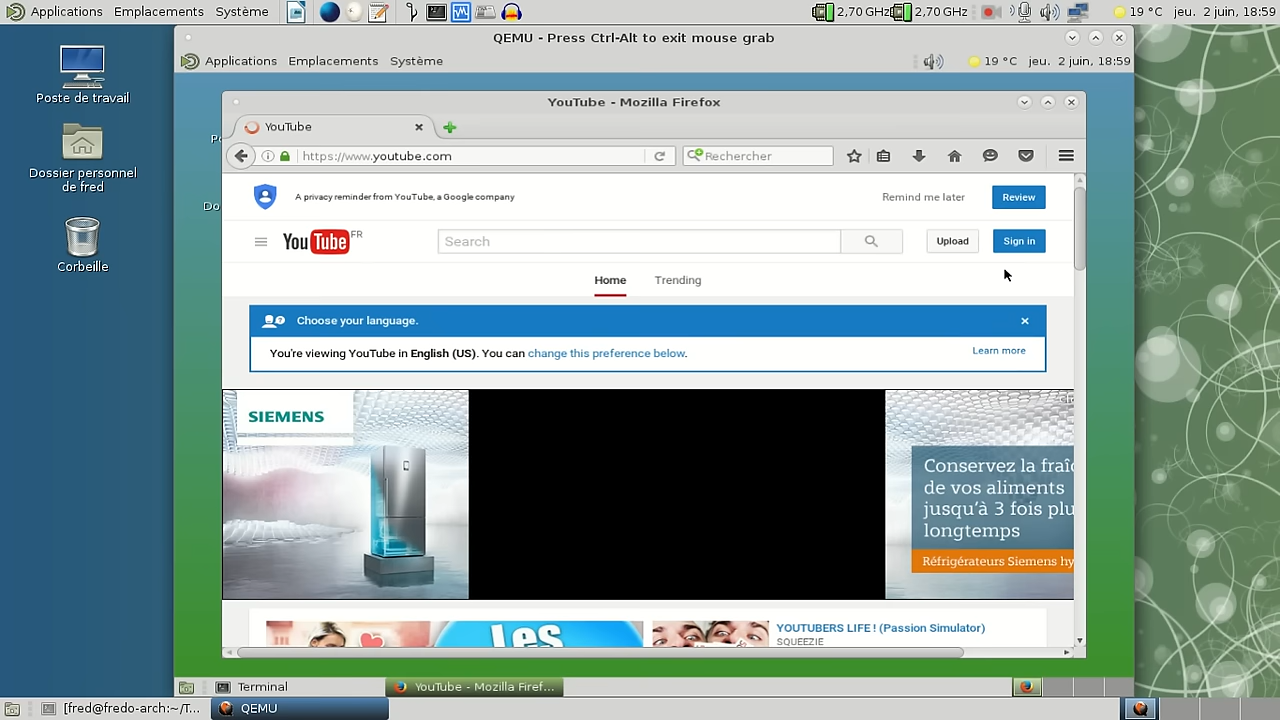 Applications Emplacements Système 2,70 GHz 2,70 GHz 19 °C jeu. 2 juin, 18:59
QEMU - Press Ctrl-Alt to exit mouse grab
Applications Emplacements Système 19 °C jeu. 2 juin, 18:59
Poste de travail
Dossier personnel
de fred
Corbeille
YouTube - Mozilla Firefox
YouTube
https://www.youtube.com
Rechercher
A privacy reminder from YouTube, a Google company
Remind me later
Review
YouTube FR
Search
Upload
Sign in
Home Trending
Choose your language.
You're viewing YouTube in English (US). You can change this preference below.
Learn more
SIEMENS
Conservez la fraîc
de vos aliments
jusqu'à 3 fois plu
longtemps
Réfrigérateurs Siemens hy
Les
YOUTUBERS LIFE ! (Passion Simulator)
SQUEEZIE
Terminal
YouTube - Mozilla Firef...
[fred@fredo-arch:~/T...
QEMU